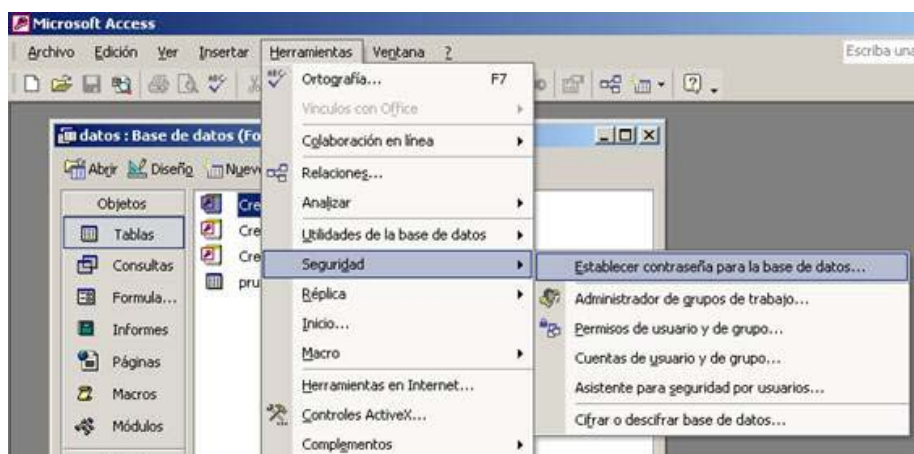 Microsoft Access
Archivo Edición Ver Insertar Herramientas Ventana ? Escriba una
Ortografía... F7
Vínculos con Office
datos : Base de datos (Fo
Colaboración en línea
Abrir Diseño Nuevo
Relaciones...
Objetos
Cre
Analizar
Tablas
Cre
Utilidades de la base de datos
Consultas
Cre
Seguridad
Establecer contraseña para la base de datos...
Formula...
pru
Réplica
Administrador de grupos de trabajo...
Informes
Inicio...
Permisos de usuario y de grupo...
Páginas
Macro
Cuentas de usuario y de grupo...
Macros
Herramientas en Internet...
Asistente para seguridad por usuarios...
Módulos
Controles ActiveX...
Cifrar o descifrar base de datos...
Complementos